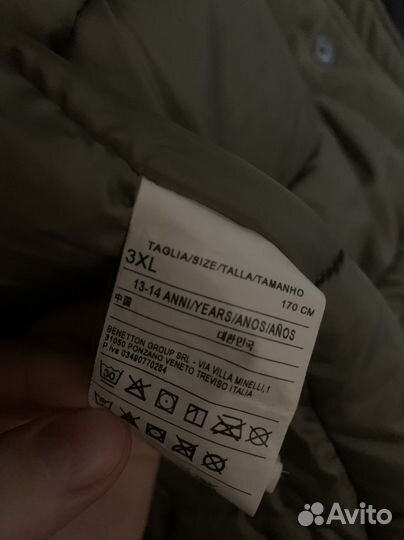 TAGLIA/SIZE/TALLA/TAMANHO
3XL
170 CM
13-14 ANNI/YEARS/ANOS/AÑOS
中国
대한민국
BENETTON GROUP SRL - VIA VILLA MINELLI,1
31050 PONZANO VENETO TREVISO ITALIA
P.iva 03490770264
30
Avito